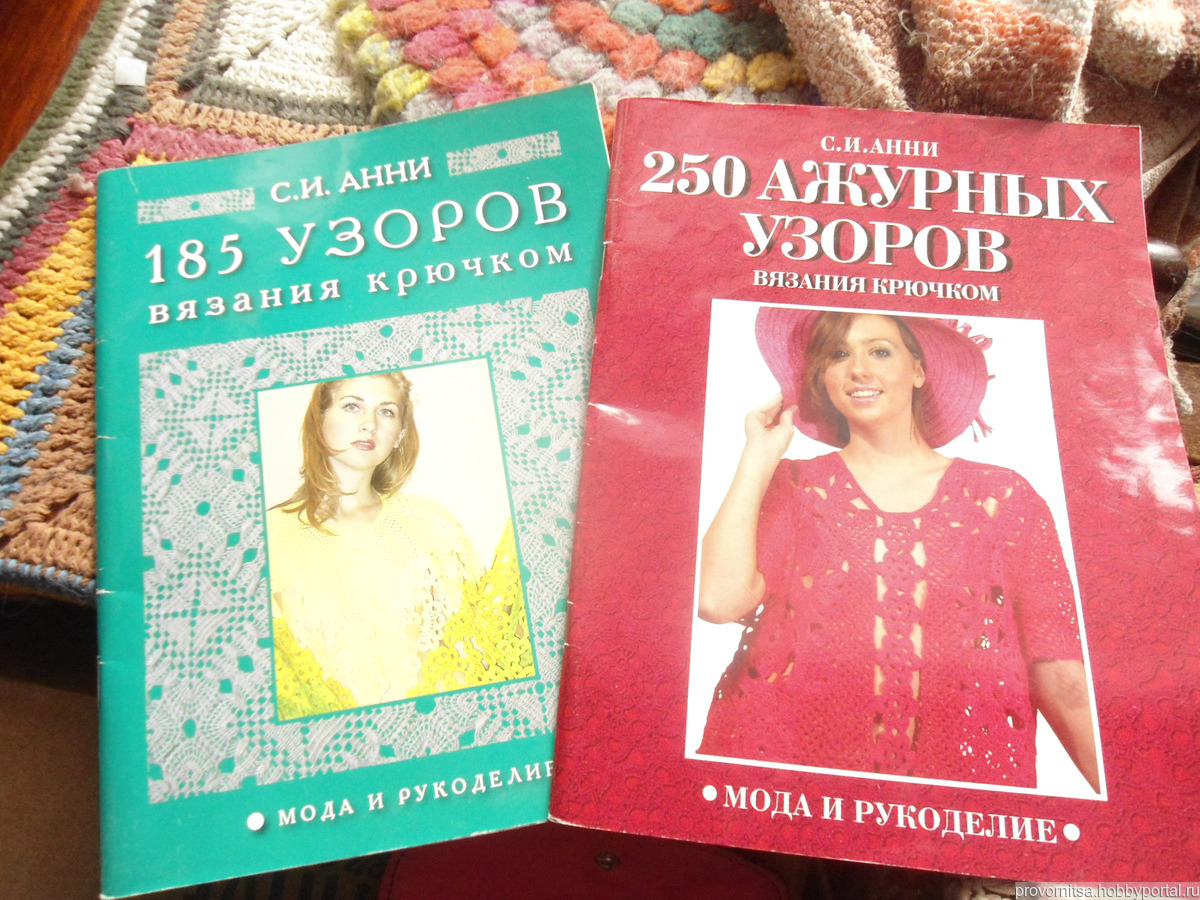 С.И. АННИ
185 УЗОРОВ
вязания крючком
• МОДА И РУКОДЕЛИЕ
С.И.АННИ
250 АЖУРНЫХ
УЗОРОВ
ВЯЗАНИЯ КРЮЧКОМ
• МОДА И РУКОДЕЛИЕ •
provornitsa.hobbyportal.ru